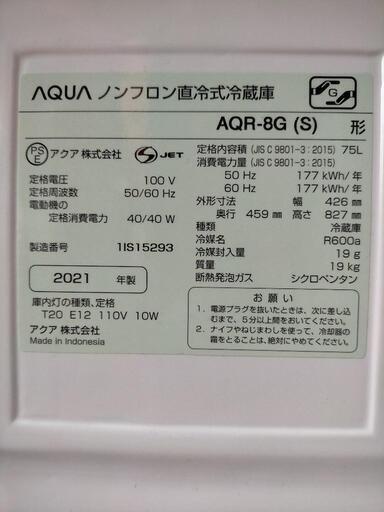 AQUA ノンフロン直冷式冷蔵庫
AQR-8G (S) 形
PS E アクア 株式会社 S JET
定格電圧 100 V
定格周波数 50/60 Hz
電動機の
定格消費電力 40/40 W
製造番号 1IS15293
2021 年製
庫内灯の種類、定格
T20 E12 110V 10W
アクア 株式会社
Made in Indonesia
定格内容積 (JIS C 9801-3:2015) 75L
消費電力量 (JIS C 9801-3:2015)
50 Hz 177 kWh/年
60 Hz 177 kWh/年
外形寸法 幅 426 mm
奥行 459 mm 高さ 827 mm
種類 冷蔵庫
冷媒名 R600a
冷媒封入量 19 g
質量 19 kg
断熱発泡ガス シクロペンタン
お願い
1. 電源プラグを抜いたときは、次に差し込
むまで、5分以上間をおいてください。
2. ナイフやねじまわしを使って、冷却器の
霜をとることは、絶対にやめてください。